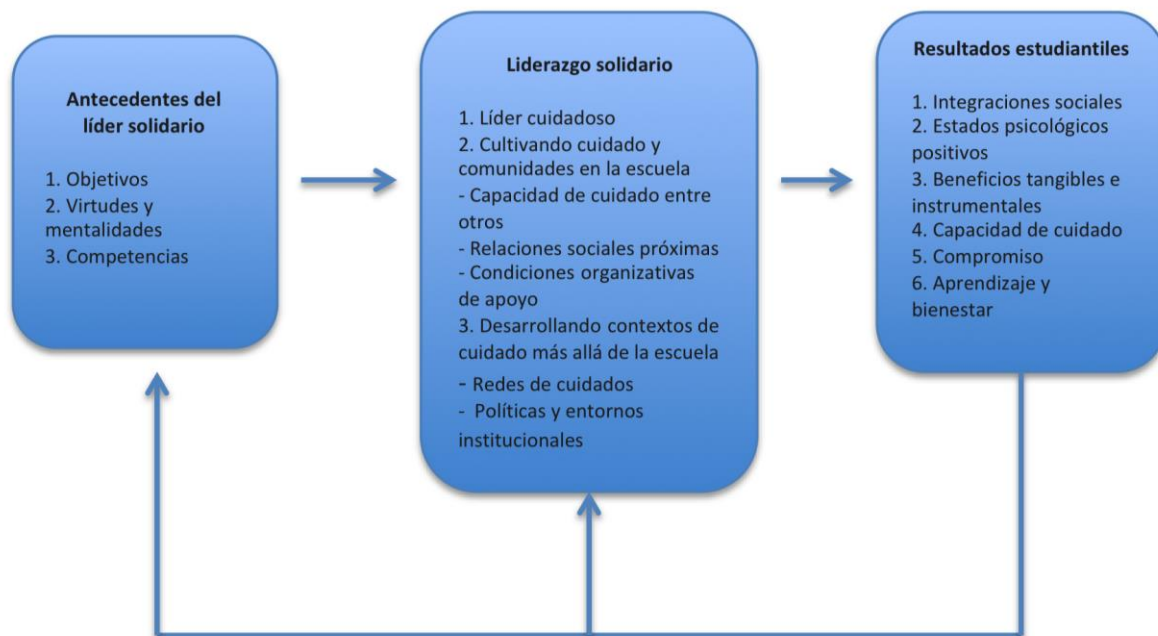 Antecedentes del
líder solidario
1. Objetivos
2. Virtudes y
mentalidades
3. Competencias
Liderazgo solidario
1. Líder cuidadoso
2. Cultivando cuidado y
comunidades en la escuela
- Capacidad de cuidado entre
otros
- Relaciones sociales próximas
- Condiciones organizativas
de apoyo
3. Desarrollando contextos de
cuidado más allá de la escuela
- Redes de cuidados
- Políticas y entornos
institucionales
Resultados estudiantiles
1. Integraciones sociales
2. Estados psicológicos
positivos
3. Beneficios tangibles e
instrumentales
4. Capacidad de cuidado
5. Compromiso
6. Aprendizaje y
bienestar